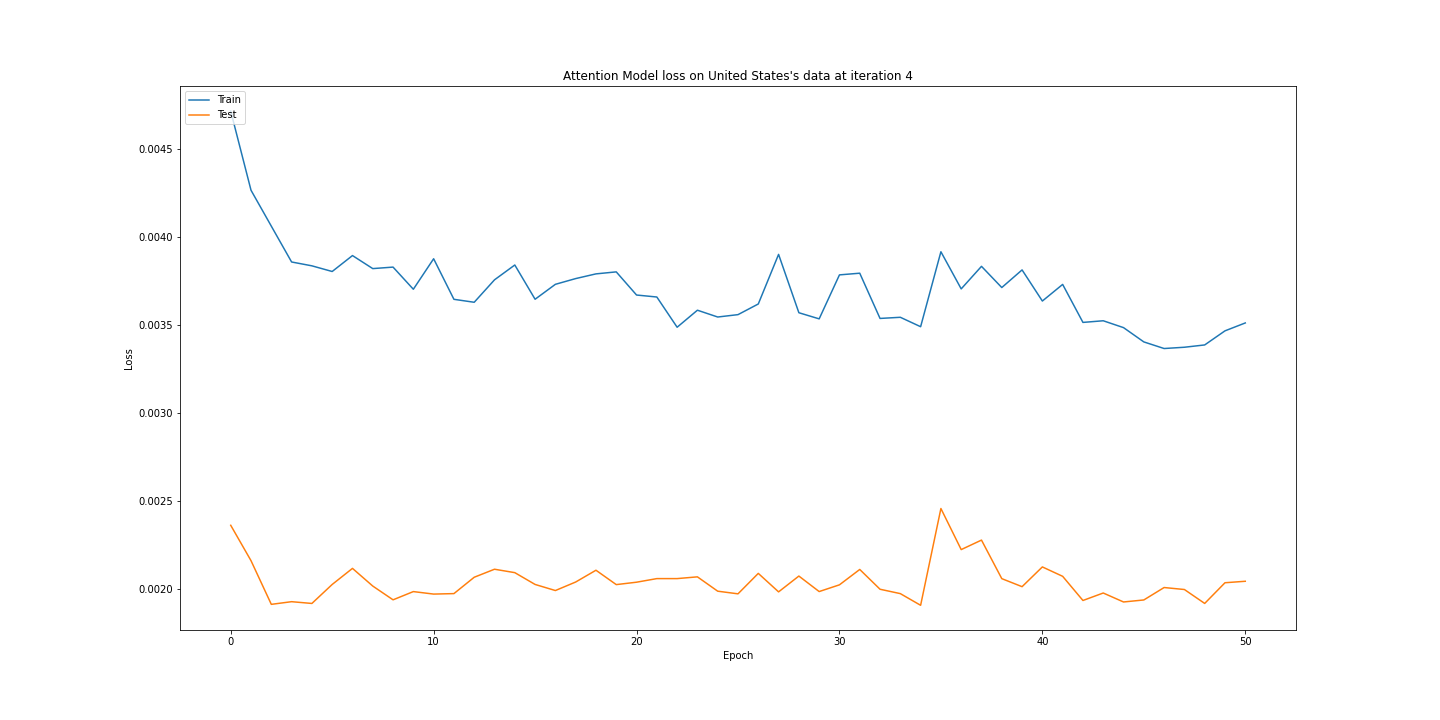 Attention Model loss on United States's data at iteration 4
Train
Test
0.0045
0.0040
0.0035
0.0030
0.0025
0.0020
Loss
0 10 20 30 40 50
Epoch